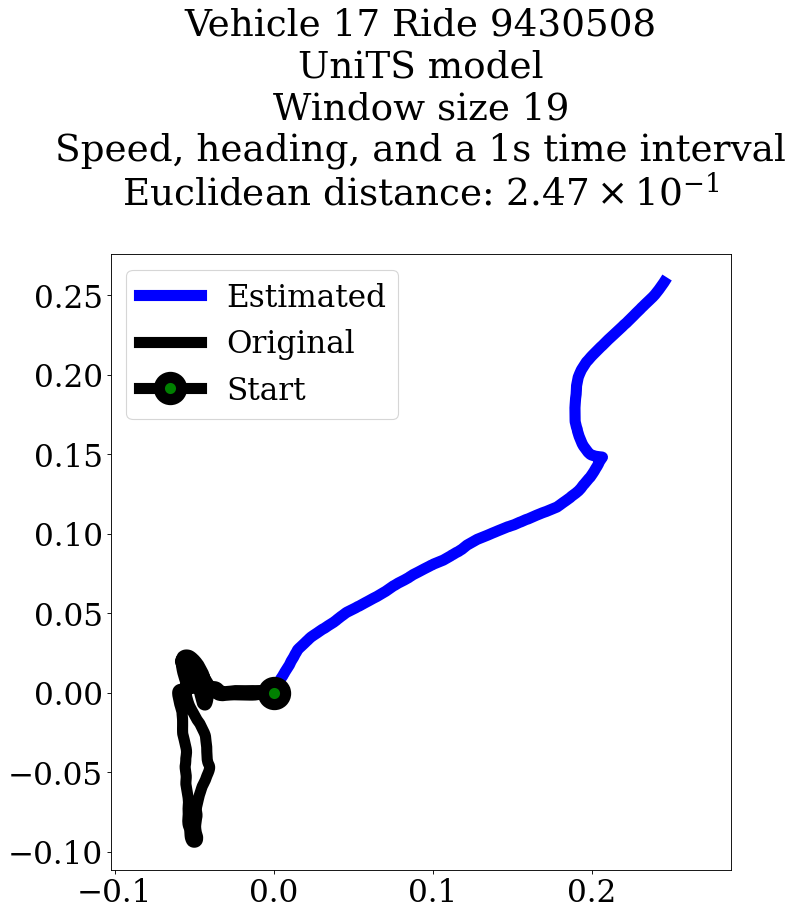 Vehicle 17 Ride 9430508
UniTS model
Window size 19
Speed, heading, and a 1s time interval
Euclidean distance: 2.47 × 10⁻¹
Estimated
Original
Start
0.25
0.20
0.15
0.10
0.05
0.00
−0.05
−0.10
−0.1
0.0
0.1
0.2